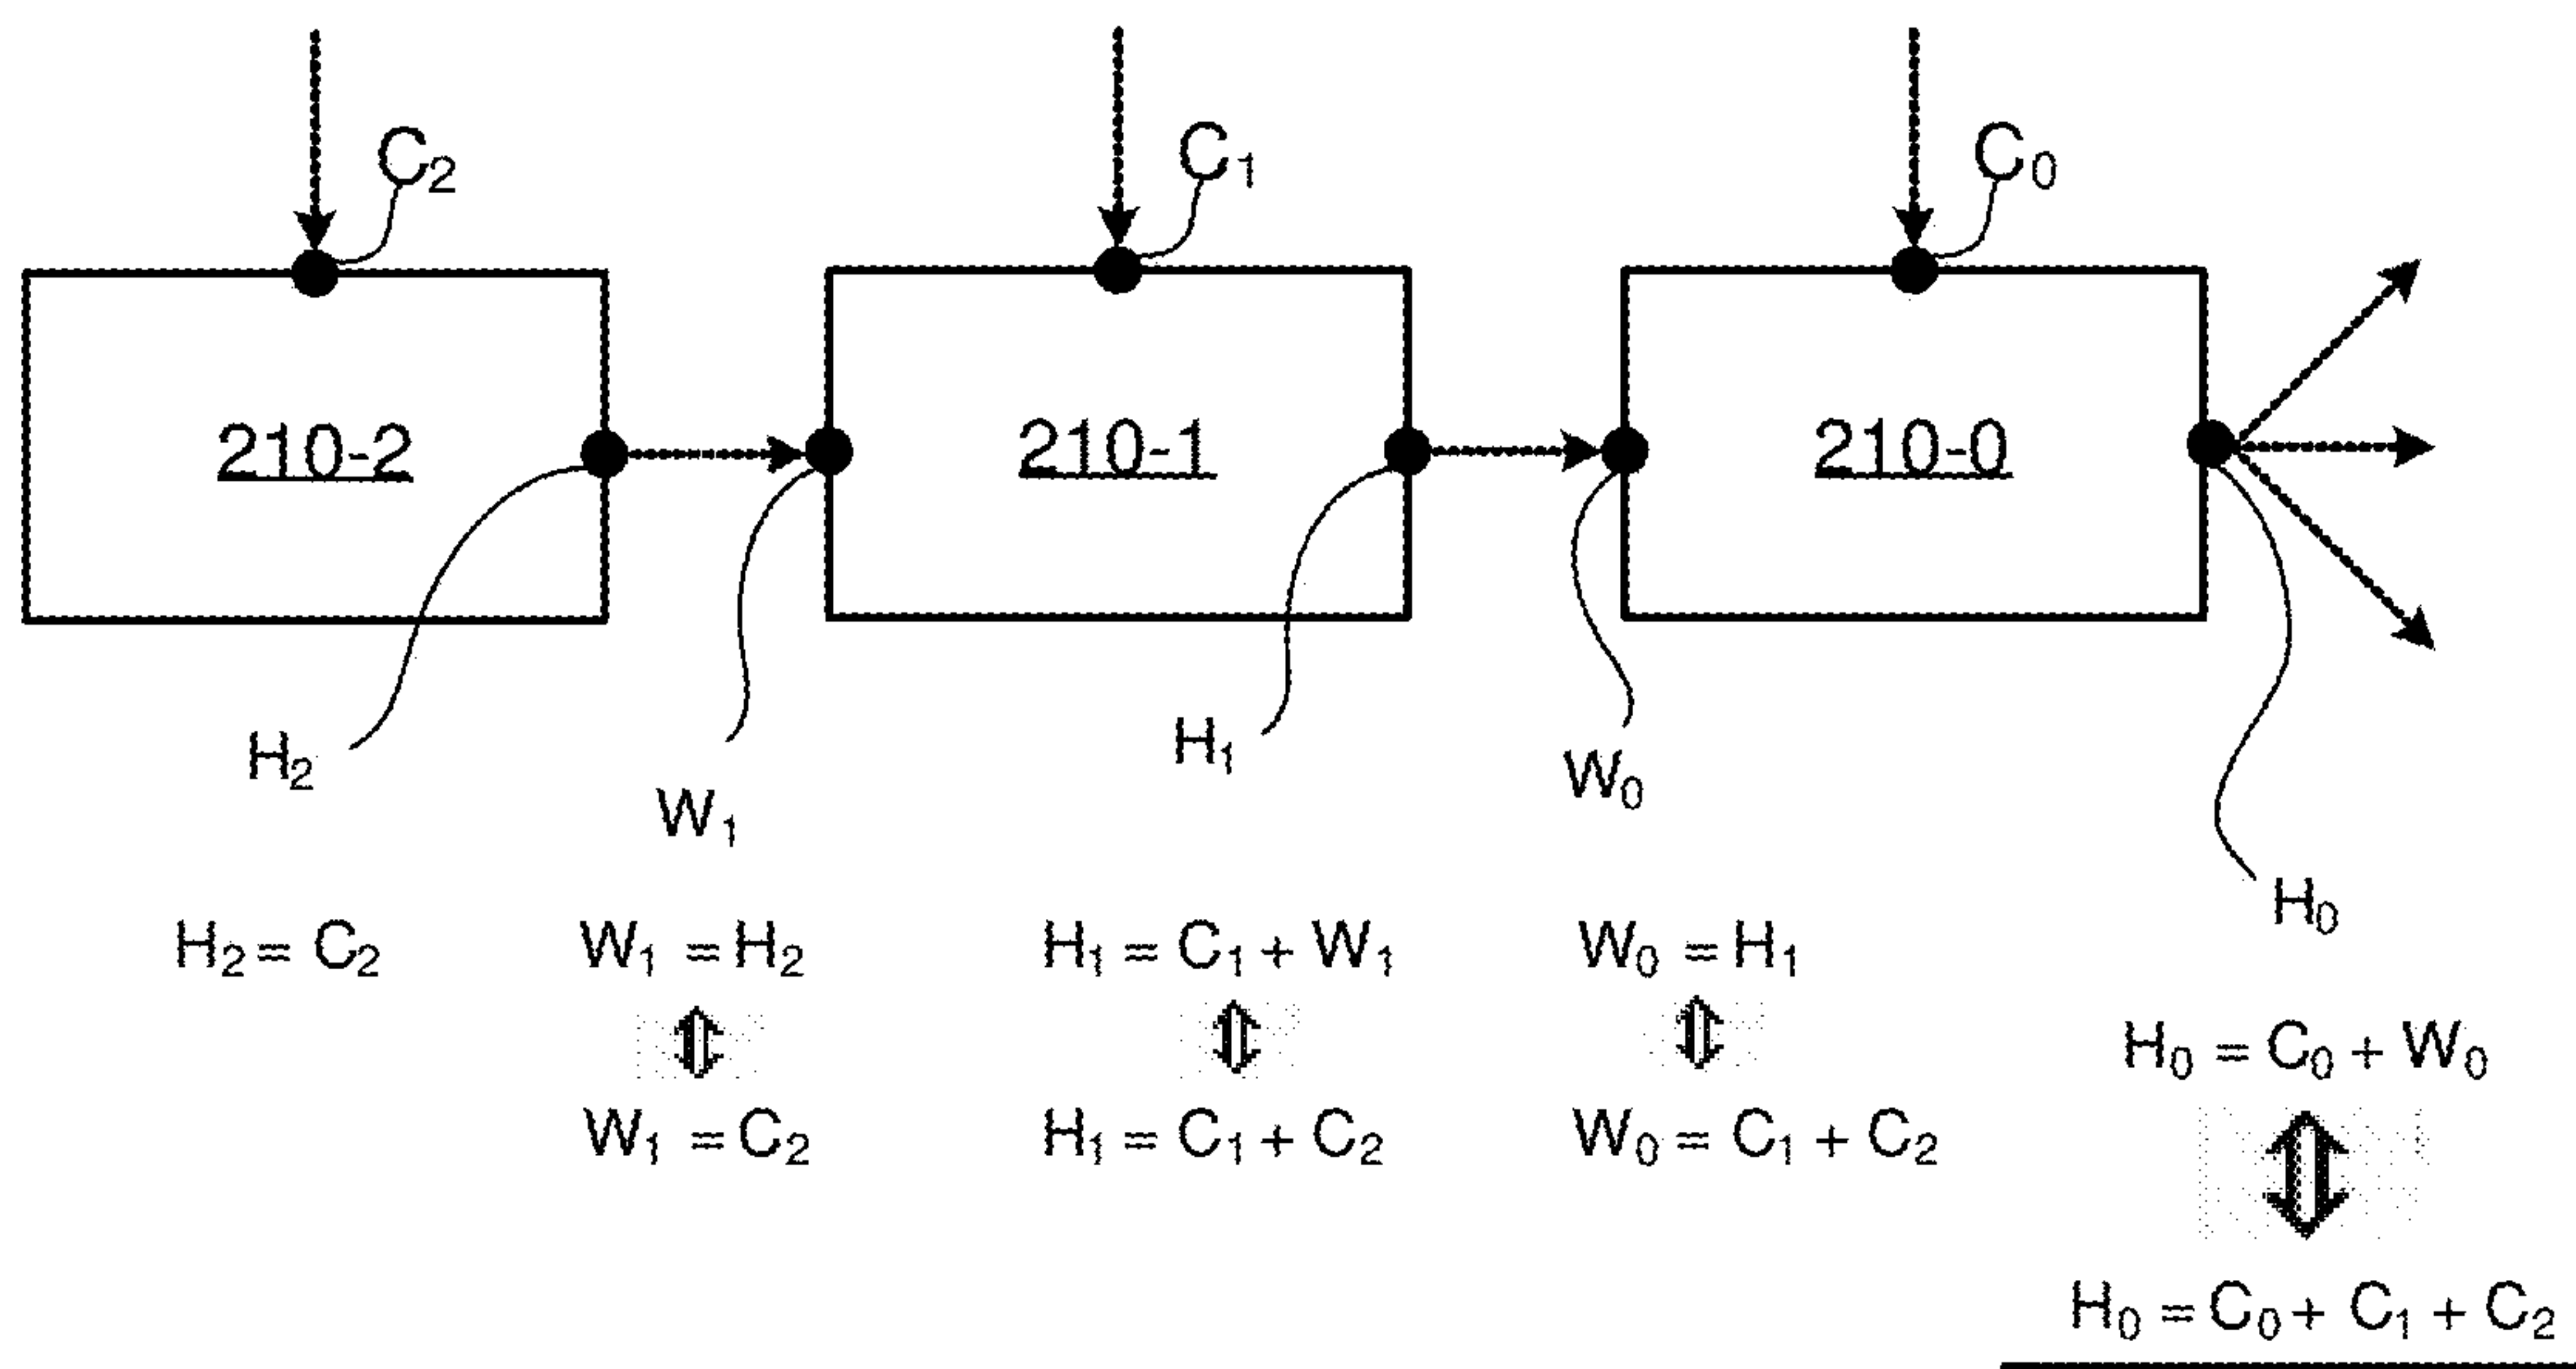 C₂ C₁ C₀
210-2 210-1 210-0
H₂ H₁ W₀
W₁
H₀
H₂ = C₂ W₁ = H₂ H₁ = C₁ + W₁ W₀ = H₁
H₀ = C₀ + W₀
W₁ = C₂ H₁ = C₁ + C₂ W₀ = C₁ + C₂
H₀ = C₀ + C₁ + C₂